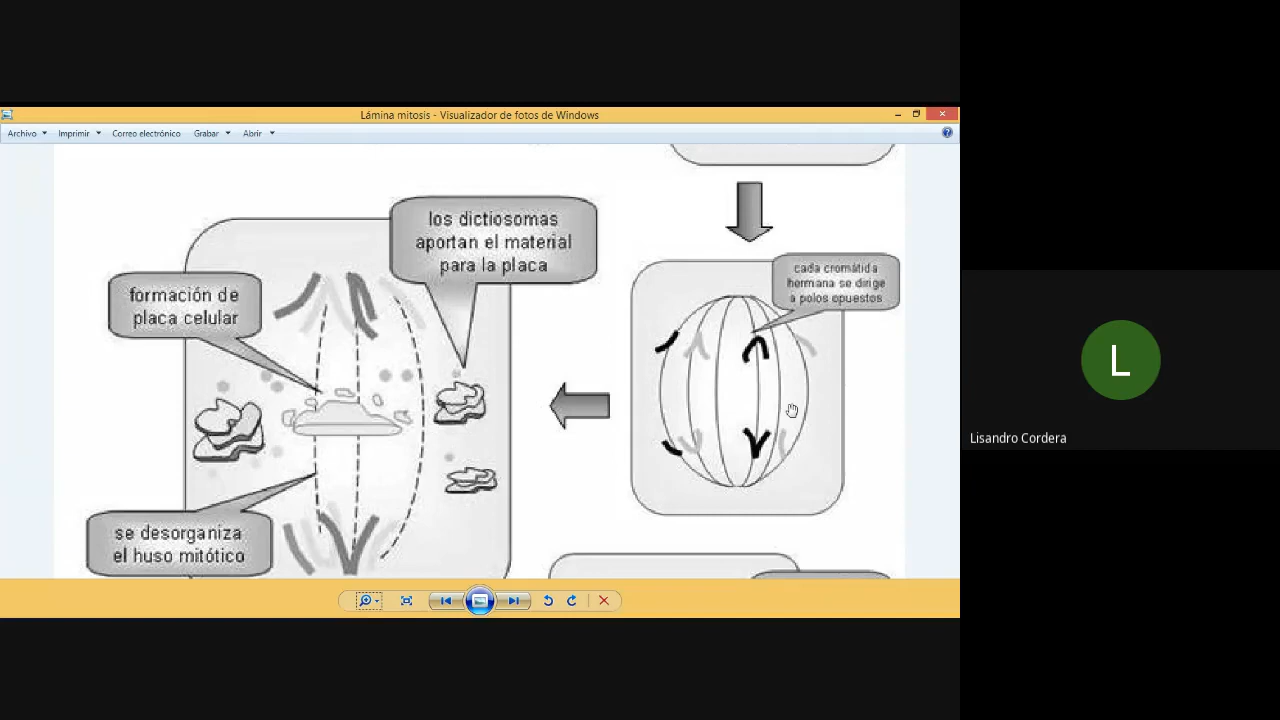 Lámina mitosis - Visualizador de fotos de Windows
Archivo Imprimir Correo electrónico Grabar Abrir
los dictiosomas
aportan el material
para la placa
cada cromátida
hermana se dirige
a polos opuestos
formación de
placa celular
se desorganiza
el huso mitótico
L
Lisandro Cordera